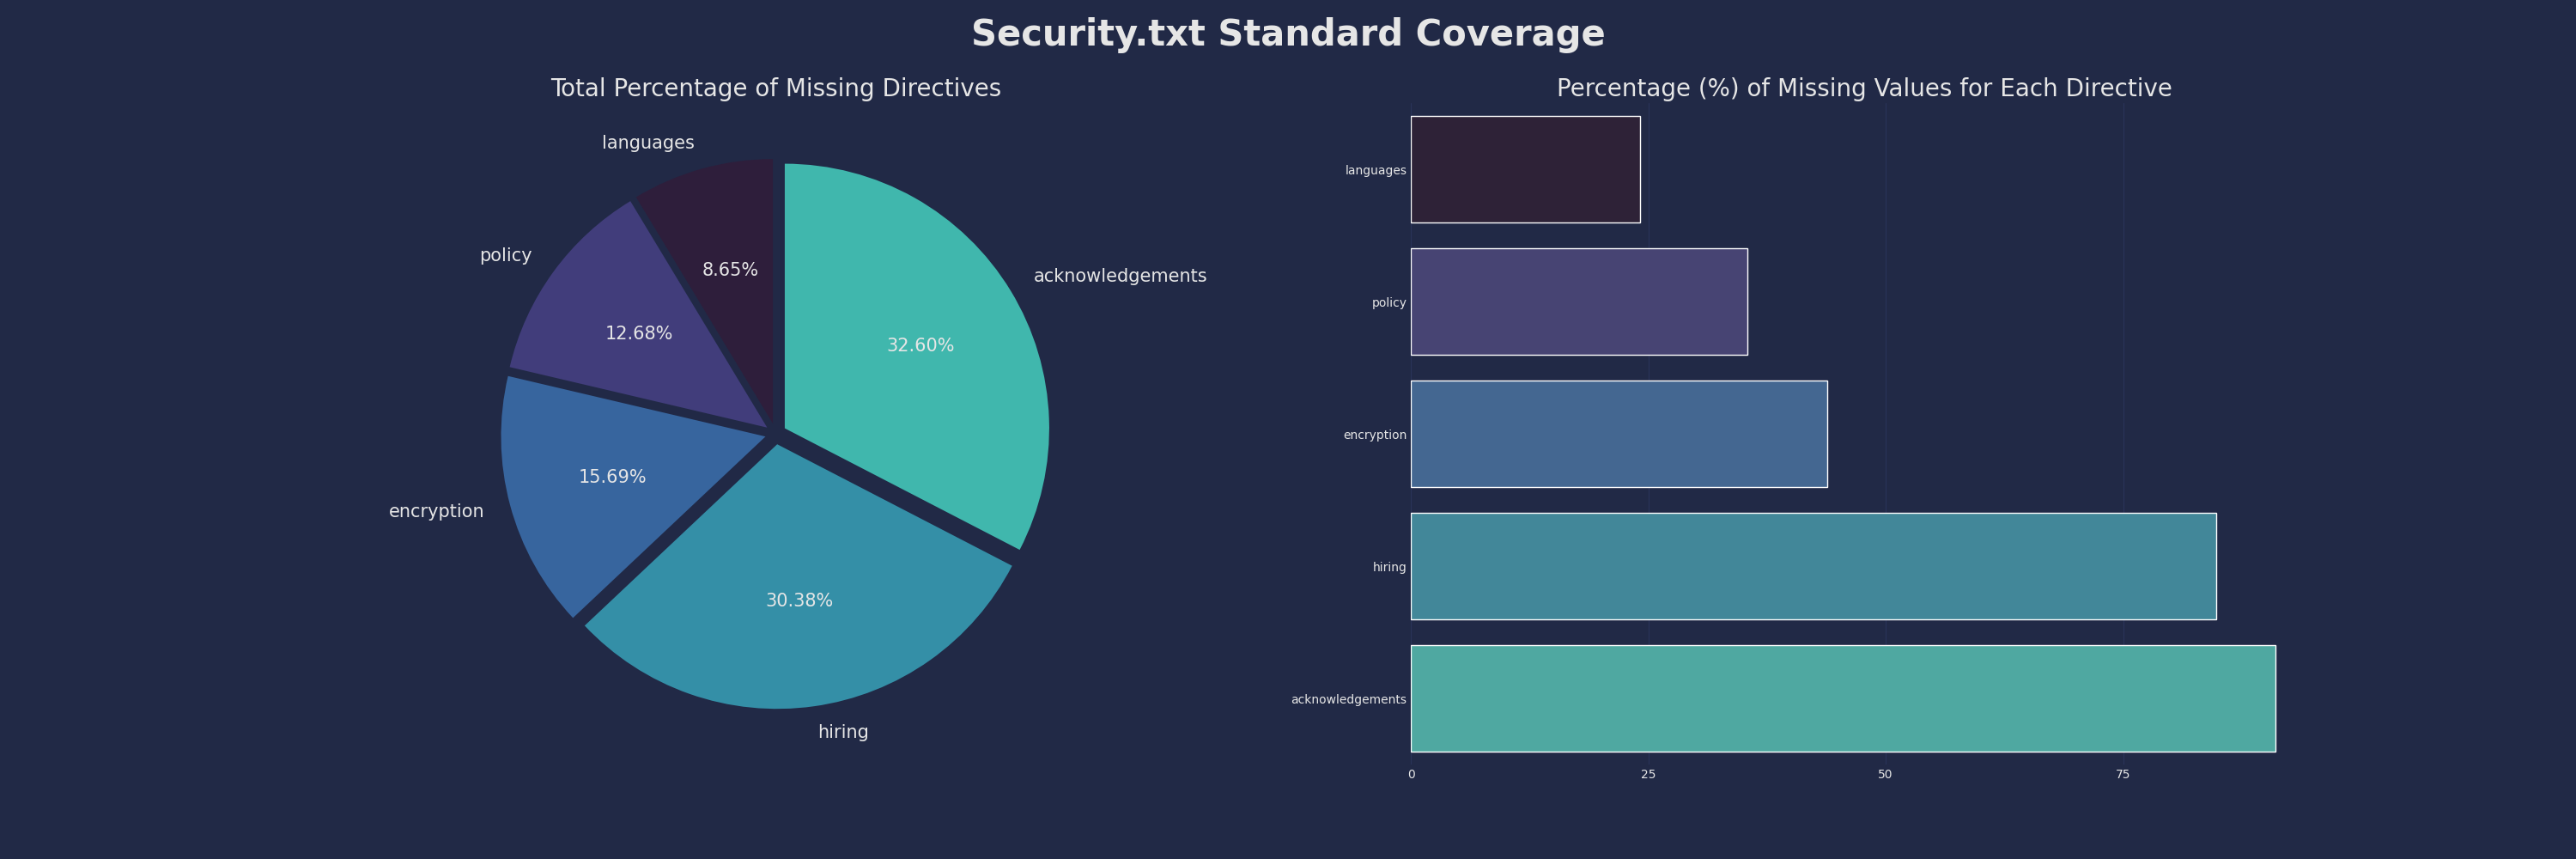 Security.txt Standard Coverage
Total Percentage of Missing Directives
languages
policy
acknowledgements
8.65%
12.68%
32.60%
15.69%
encryption
30.38%
hiring
Percentage (%) of Missing Values for Each Directive
languages
policy
encryption
hiring
acknowledgements
0 25 50 75